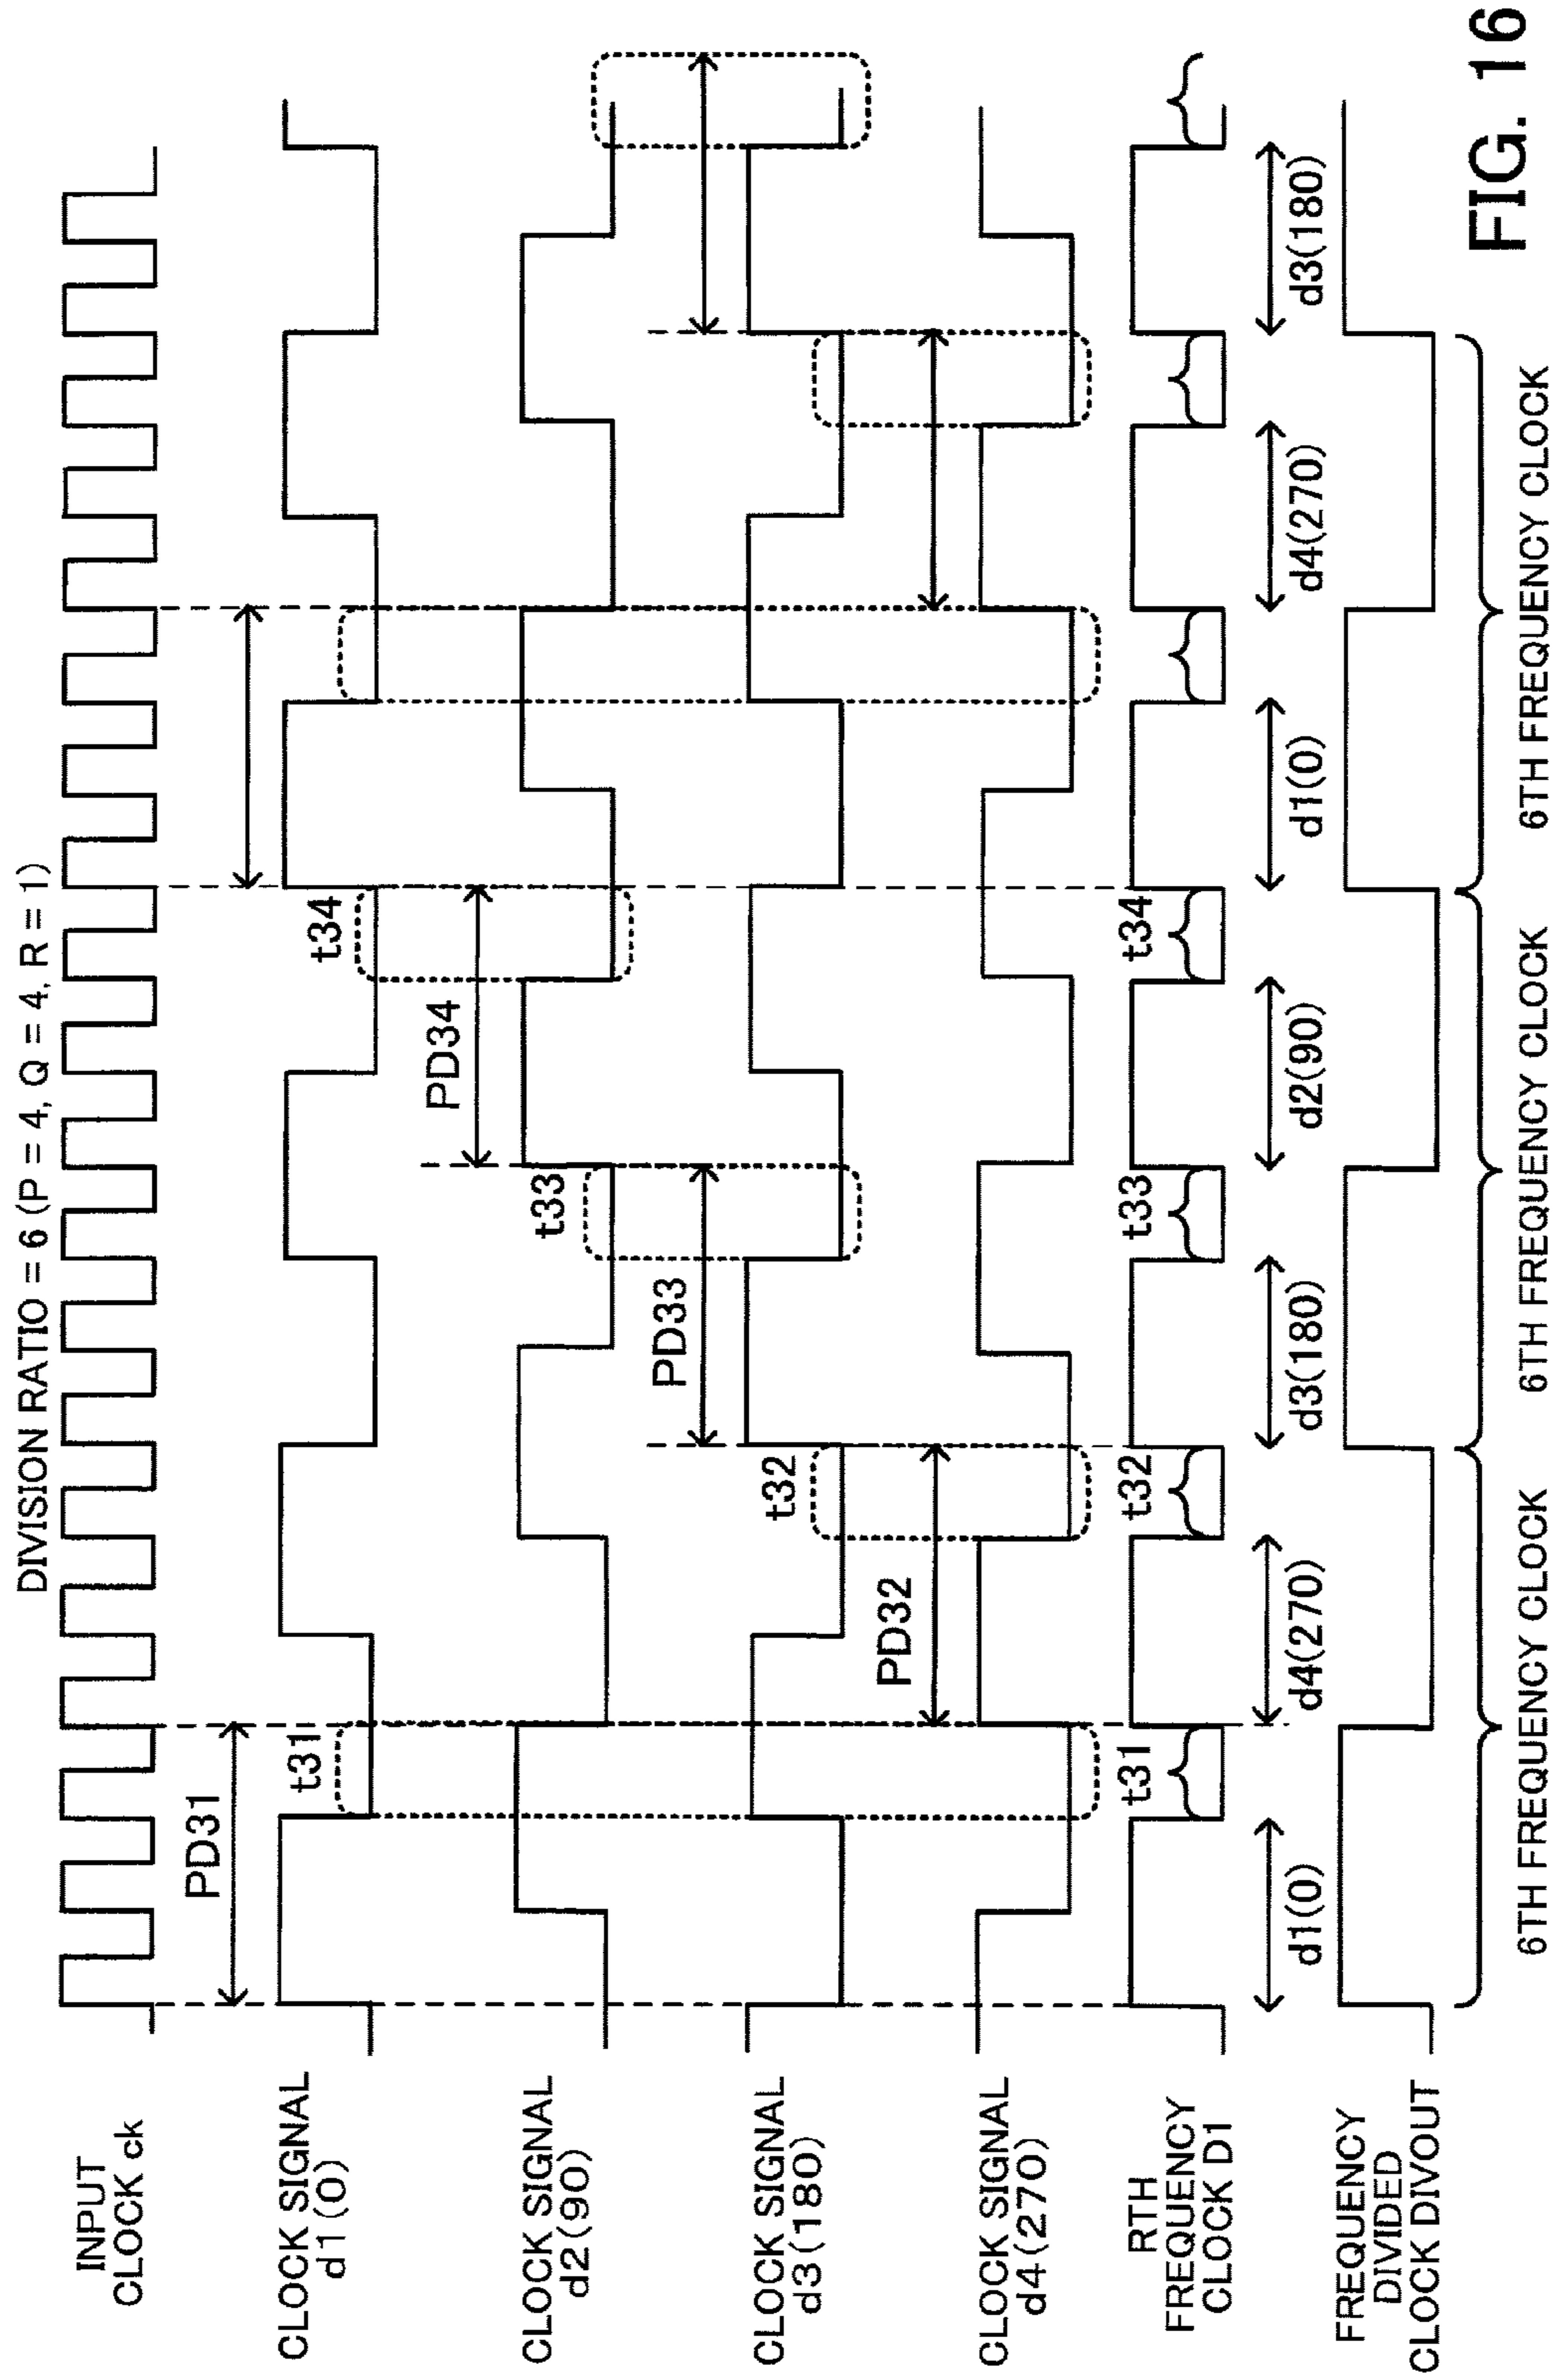 DIVISION RATIO = 6 (P = 4, Q = 4, R = 1)
INPUT
CLOCK ck
PD31
CLOCK SIGNAL
d1(0)
t31
t34
CLOCK SIGNAL
d2(90)
PD34
t33
CLOCK SIGNAL
d3(180)
PD33
t32
CLOCK SIGNAL
d4(270)
PD32
RTH
FREQUENCY
CLOCK D1
t31
t32
t33
t34
d1(0)
d4(270)
d3(180)
d2(90)
d1(0)
d4(270)
d3(180)
FREQUENCY
DIVIDED
CLOCK DIVOUT
6TH FREQUENCY CLOCK
6TH FREQUENCY CLOCK
6TH FREQUENCY CLOCK
FIG. 16